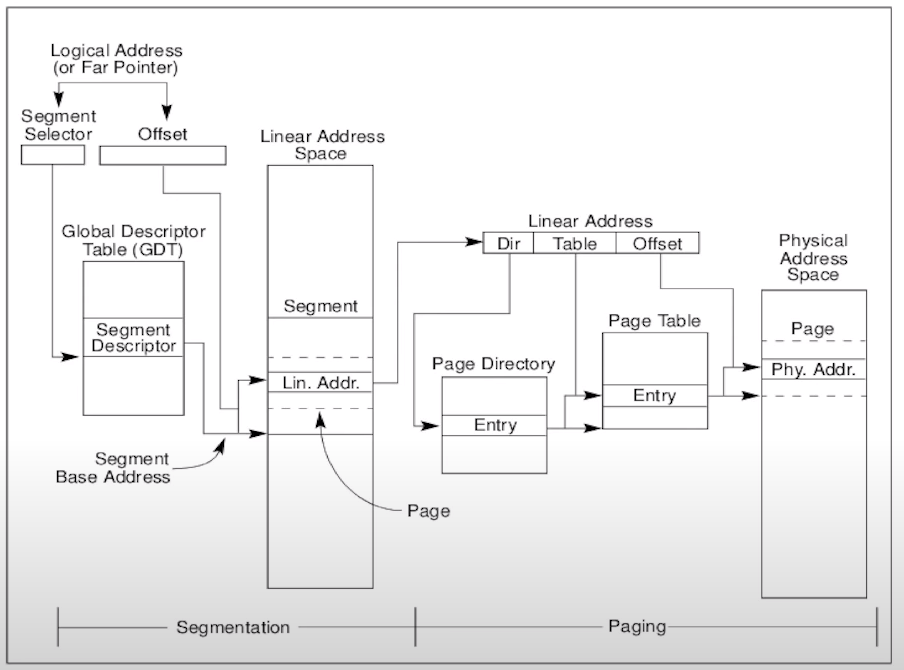 Logical Address
(or Far Pointer)
Segment
Selector
Offset
Linear Address
Space
Global Descriptor
Table (GDT)
Segment
Descriptor
Segment
Lin. Addr.
Segment
Base Address
Page
Linear Address
Dir
Table
Offset
Physical
Address
Space
Page Table
Page Directory
Entry
Entry
Page
Phy. Addr.
Segmentation
Paging